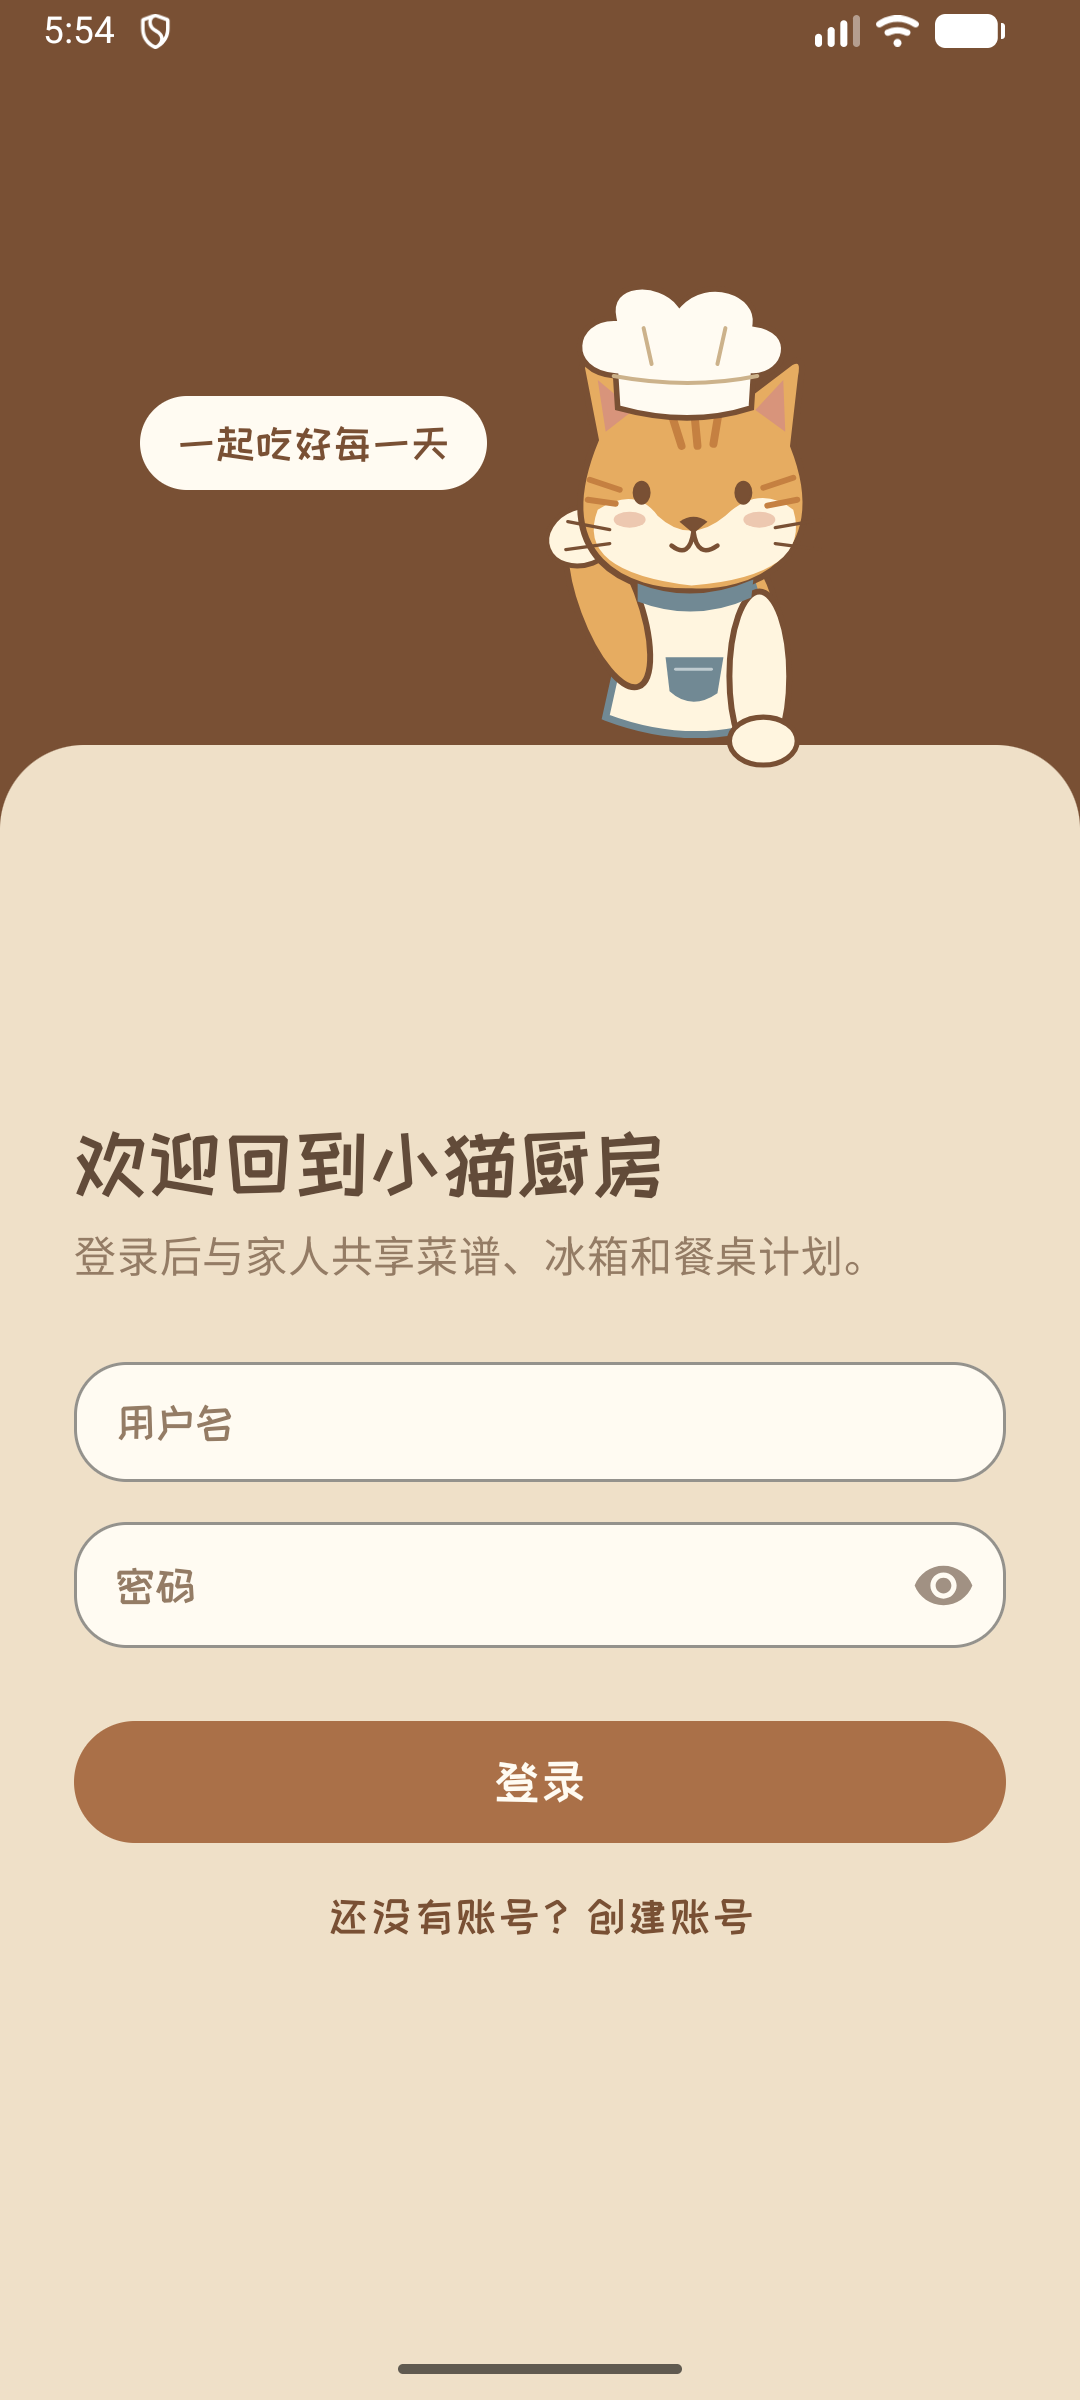 5:54
一起吃好每一天
欢迎回到小猫厨房
登录后与家人共享菜谱、冰箱和餐桌计划。
用户名
密码
登录
还没有账号？创建账号